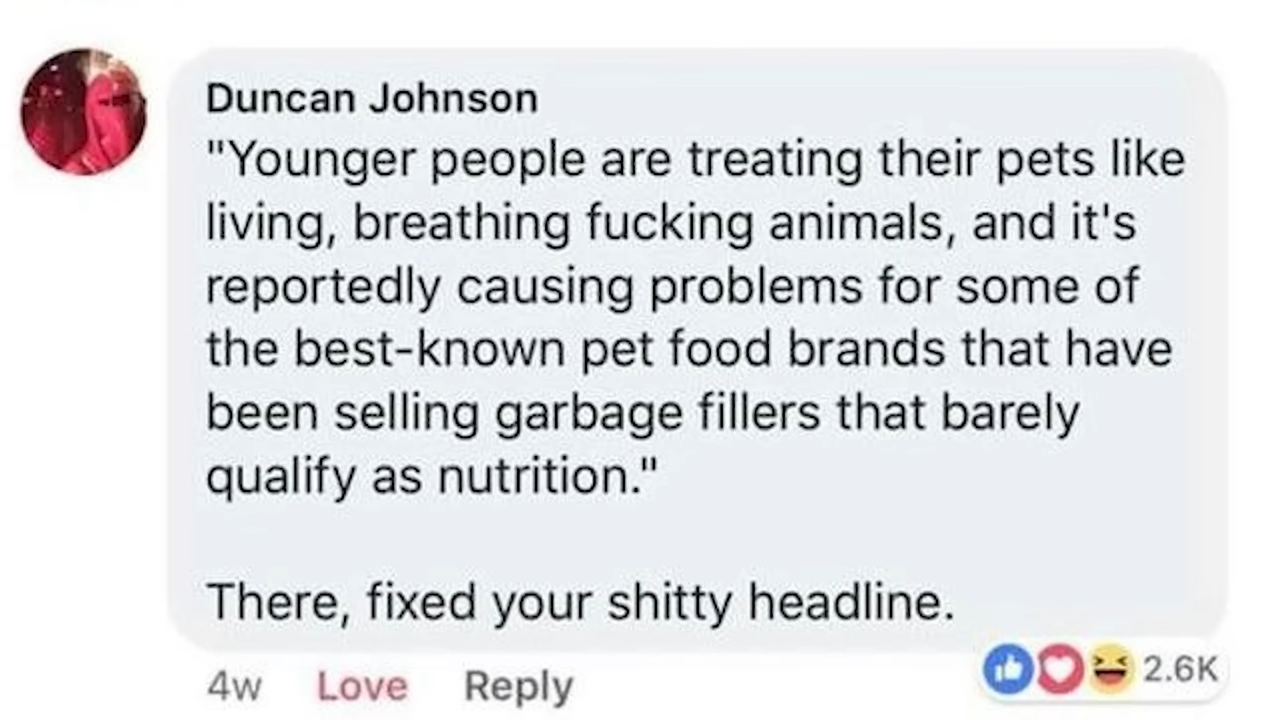 Duncan Johnson
"Younger people are treating their pets like
living, breathing fucking animals, and it's
reportedly causing problems for some of
the best-known pet food brands that have
been selling garbage fillers that barely
qualify as nutrition."
There, fixed your shitty headline.
4w Love Reply 2.6K